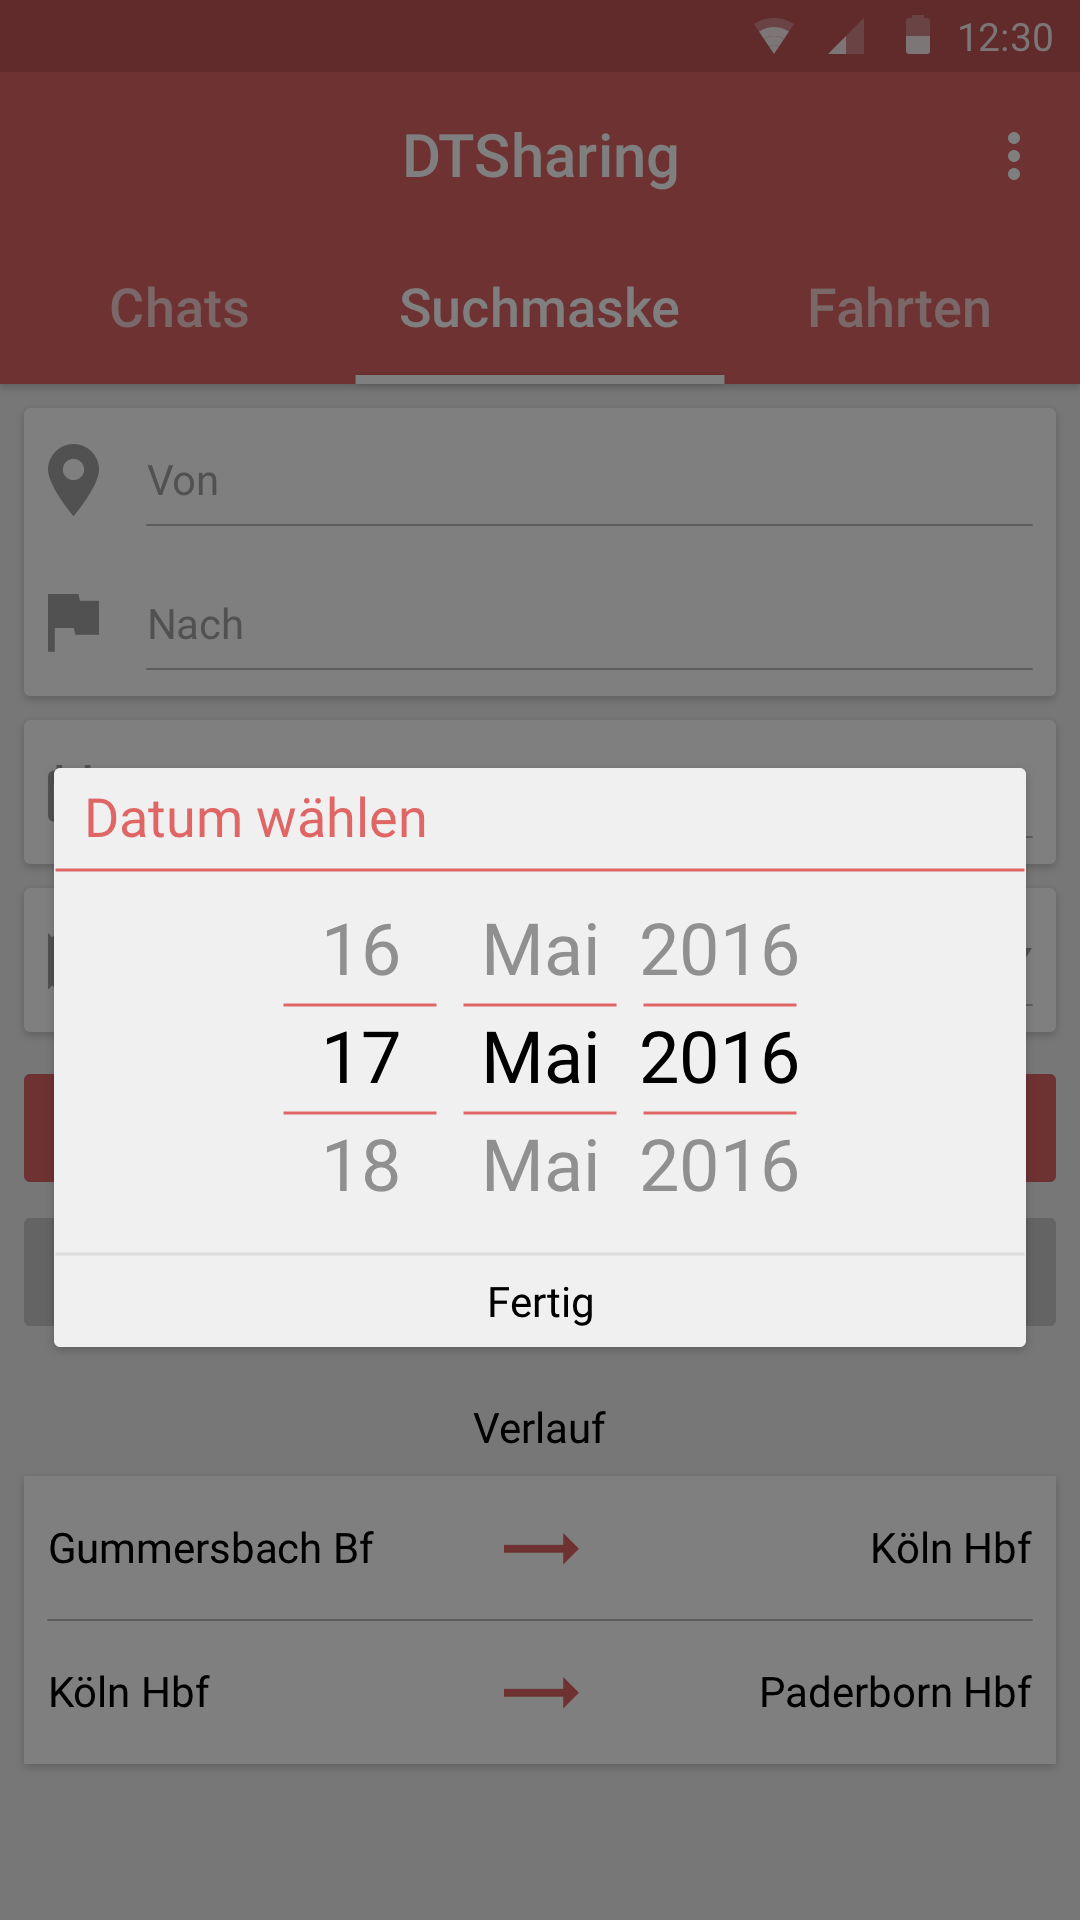 12:30
DTSharing
Chats Suchmaske Fahrten
Von
Nach
Datum wählen
16 Mai 2016
17 Mai 2016
18 Mai 2016
Fertig
Verlauf
Gummersbach Bf Köln Hbf
Köln Hbf Paderborn Hbf